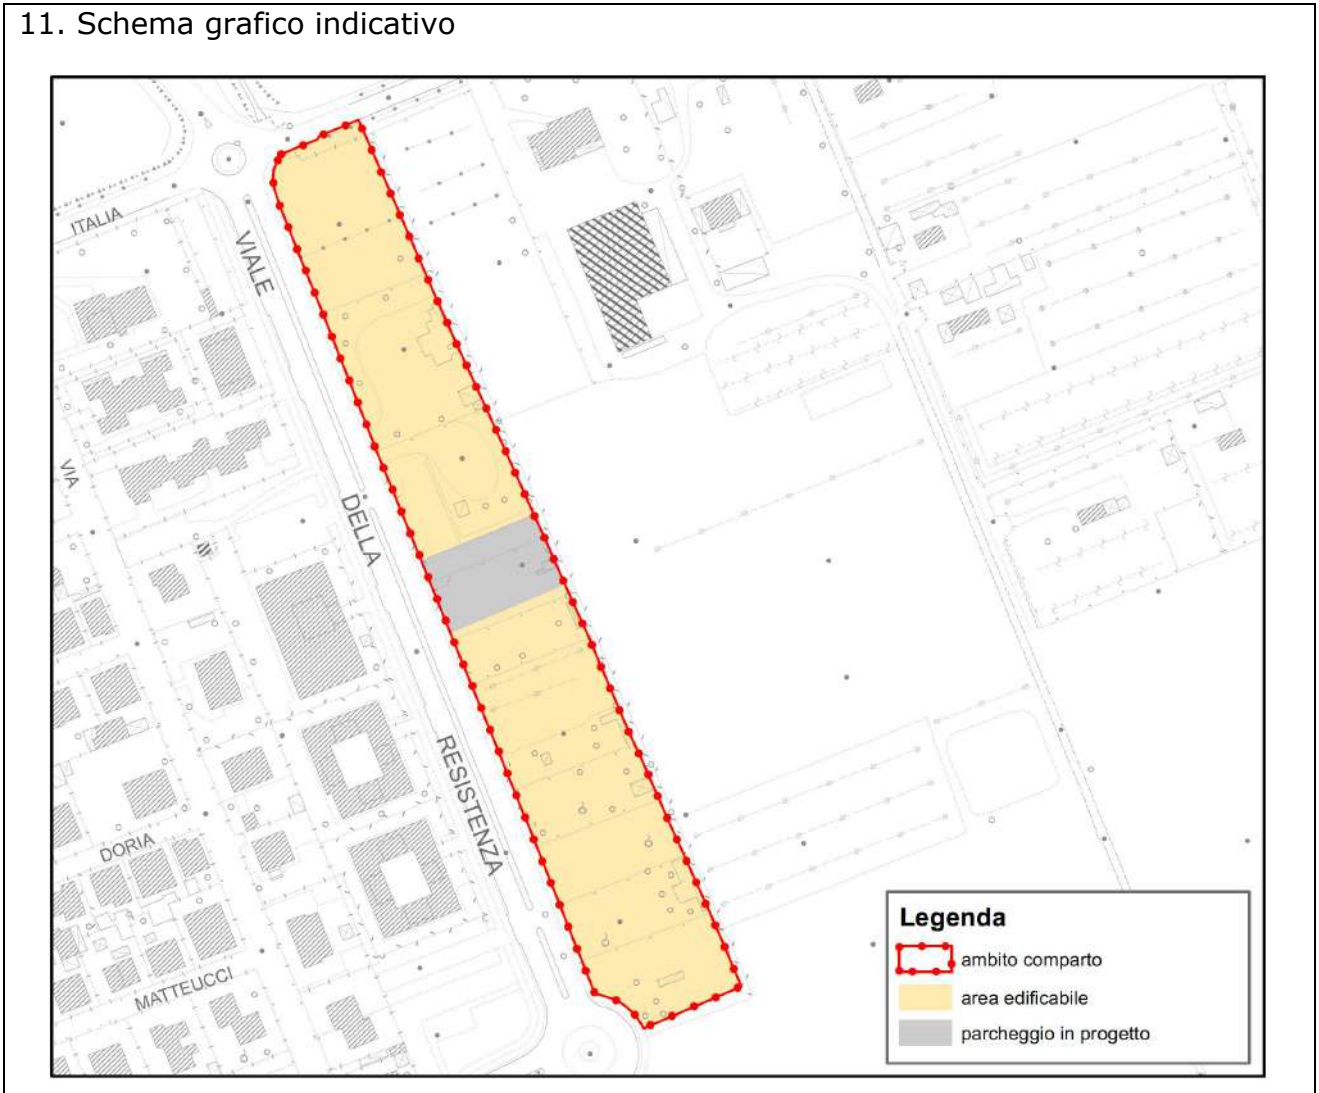 11. Schema grafico indicativo
ITALIA
VIALE
VIA
DELLA
RESISTENZA
DORIA
MATTEUCCI
Legenda
ambito comparto
area edificabile
parcheggio in progetto